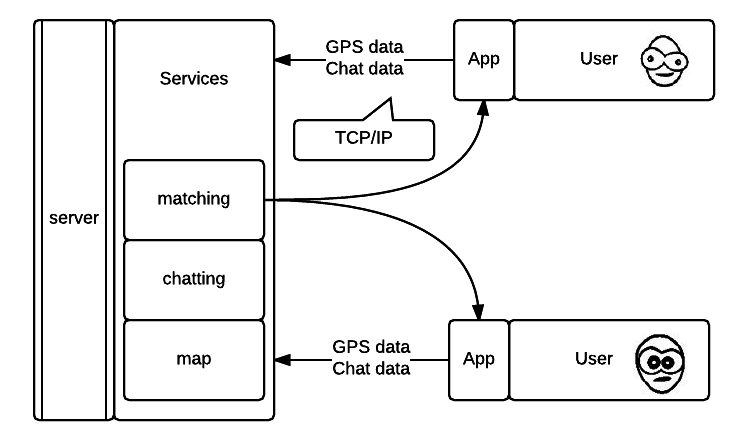 server
Services
matching
chatting
map
GPS data
Chat data
TCP/IP
App
User
GPS data
Chat data
App
User